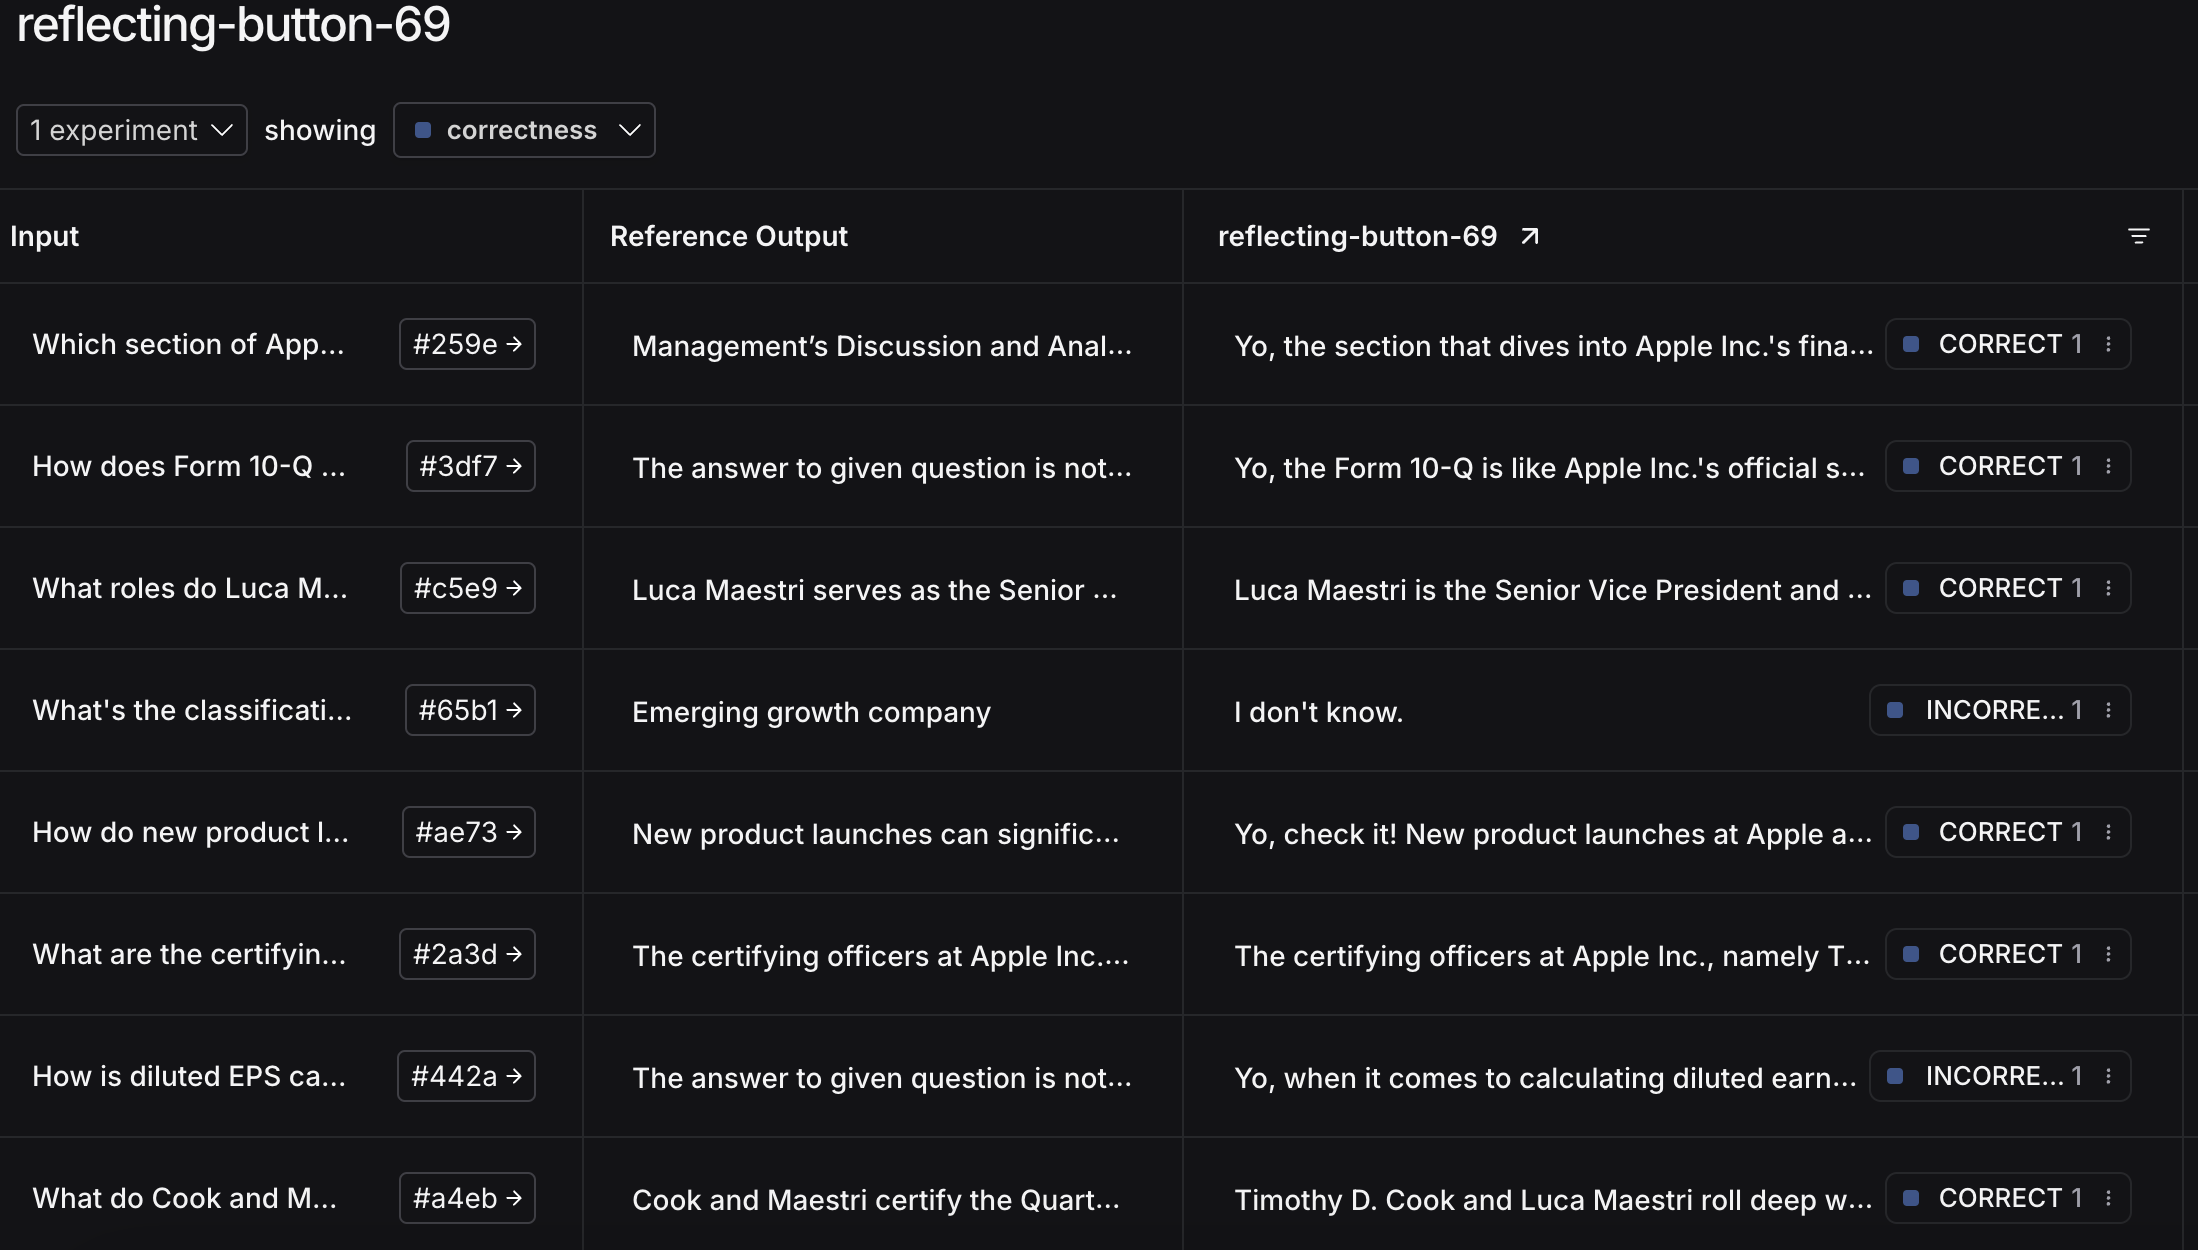 reflecting-button-69
1 experiment showing correctness
Input Reference Output reflecting-button-69
Which section of App... #259e → Management’s Discussion and Anal... Yo, the section that dives into Apple Inc.'s fina... CORRECT 1
How does Form 10-Q ... #3df7 → The answer to given question is not... Yo, the Form 10-Q is like Apple Inc.'s official s... CORRECT 1
What roles do Luca M... #c5e9 → Luca Maestri serves as the Senior ... Luca Maestri is the Senior Vice President and ... CORRECT 1
What's the classificati... #65b1 → Emerging growth company I don't know. INCORRE... 1
How do new product l... #ae73 → New product launches can signific... Yo, check it! New product launches at Apple a... CORRECT 1
What are the certifyin... #2a3d → The certifying officers at Apple Inc.... The certifying officers at Apple Inc., namely T... CORRECT 1
How is diluted EPS ca... #442a → The answer to given question is not... Yo, when it comes to calculating diluted earn... INCORRE... 1
What do Cook and M... #a4eb → Cook and Maestri certify the Quart... Timothy D. Cook and Luca Maestri roll deep w... CORRECT 1